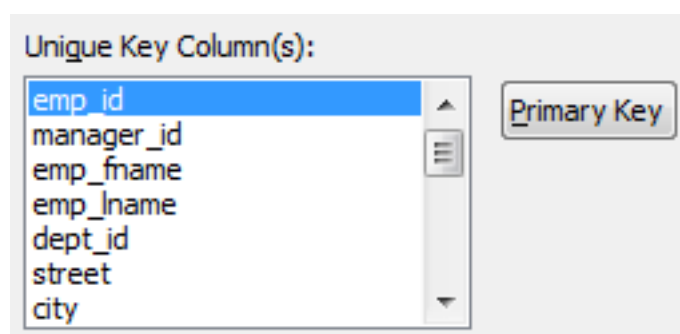 Unique Key Column(s):
emp_id
Primary Key
manager_id
emp_fname
emp_lname
dept_id
street
city